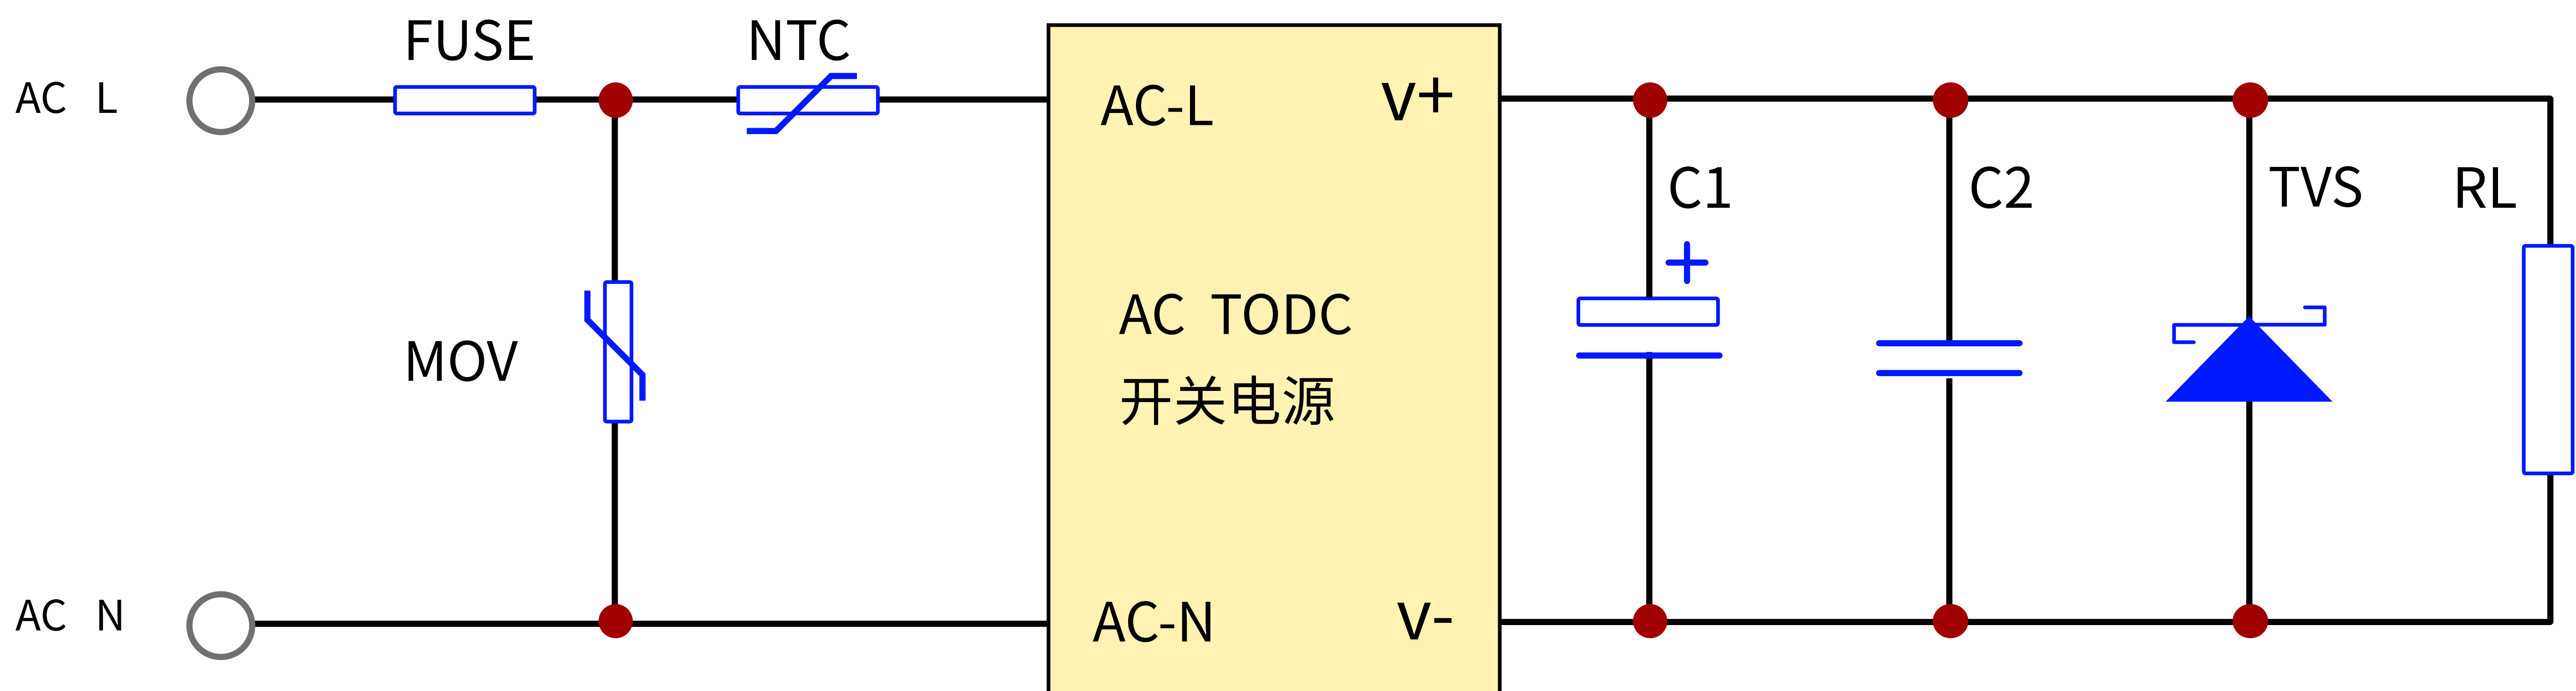 FUSE
NTC
AC L
AC-L
V+
C1
C2
TVS
RL
MOV
AC TODC
开关电源
AC N
AC-N
V-